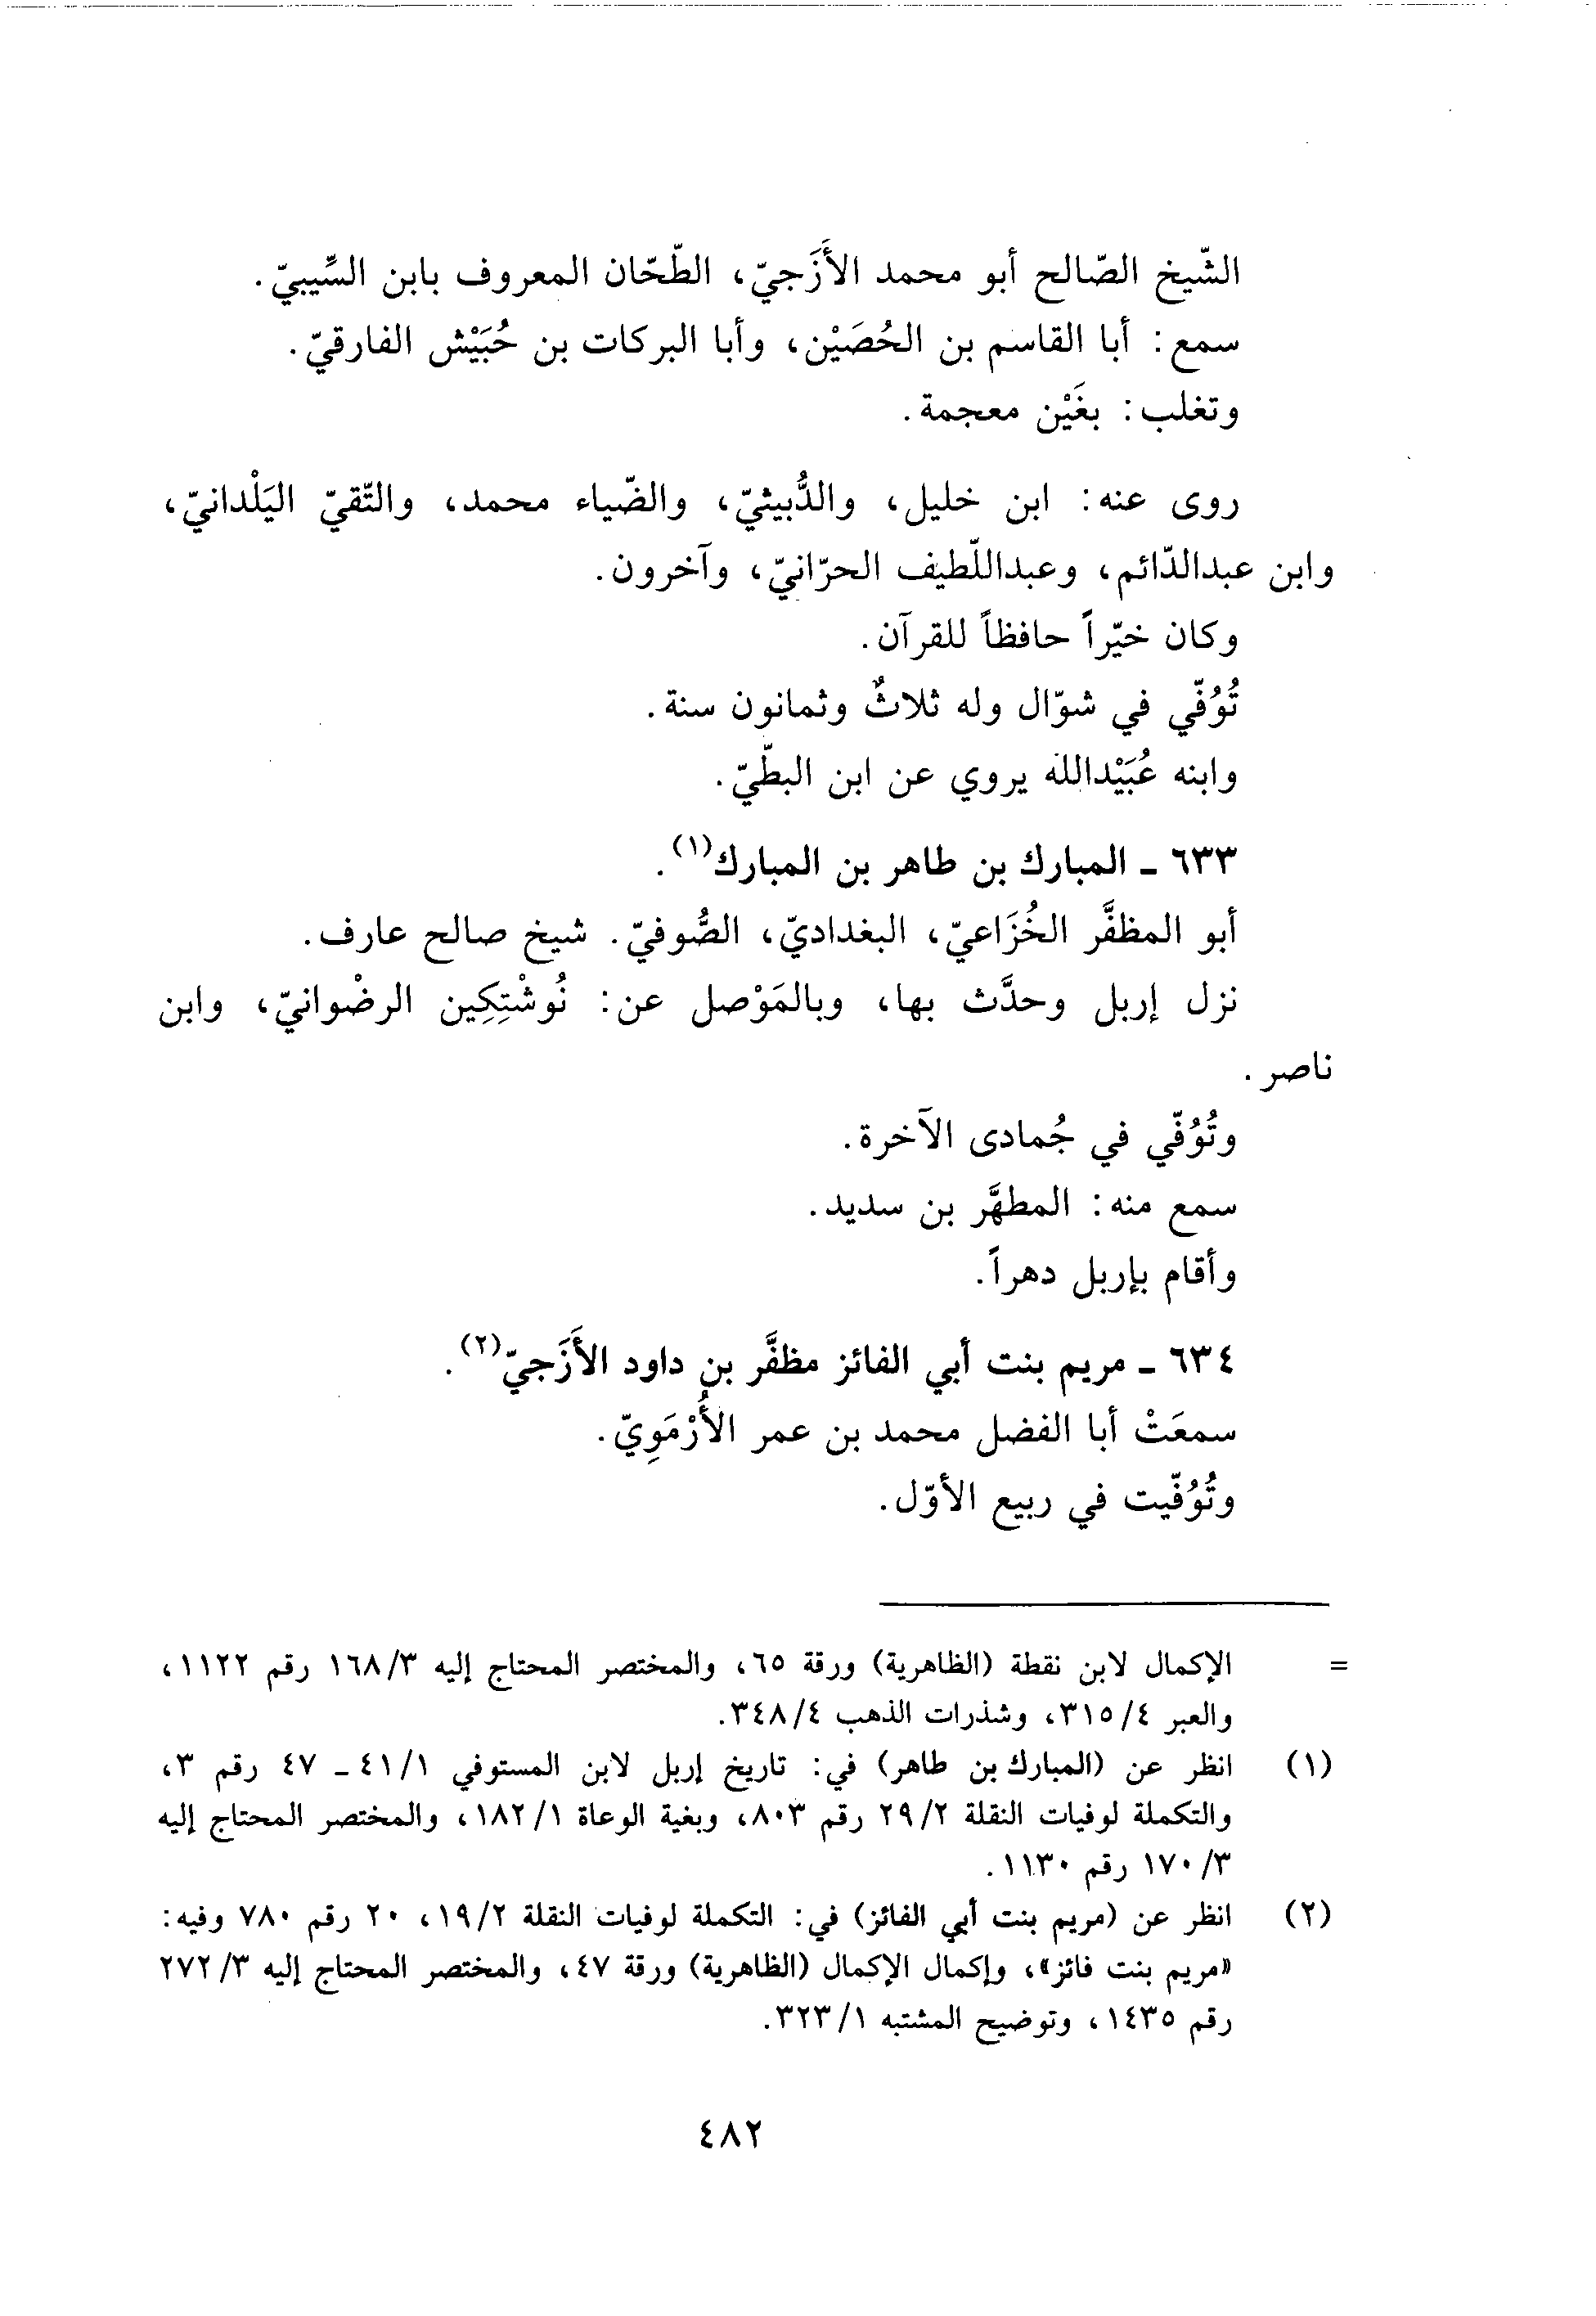 الشّيخ الصّالح أبو محمد الأَزَجيّ، الطّحّان المعروف بابن السِّيبيّ.
سمع: أبا القاسم بن الحُصَيْن، وأبا البركات بن حُبَيْش الفارقيّ.
وتغلب: بغَيْن معجمة.
روى عنه: ابن خليل، والدُّبيثيّ، والضّياء محمد، والتّقيّ اليَلْدانيّ،
وابن عبدالدّائم، وعبداللّطيف الحرّانيّ، وآخرون.
وكان خيّراً حافظاً للقرآن.
تُوُفّي في شوّال وله ثلاثٌ وثمانون سنة.
وابنه عُبَيْدالله يروي عن ابن البطّيّ.
٦٣٣ - المبارك بن طاهر بن المبارك(١).
أبو المظفَّر الخُزَاعيّ، البغداديّ، الصُّوفيّ. شيخ صالح عارف.
نزل إربل وحدَّث بها، وبالمَوْصل عن: نُوشْتِكِين الرضْوانيّ، وابن
ناصر.
وتُوُفّي في جُمادى الآخرة.
سمع منه: المطهَّر بن سديد.
وأقام بإربل دهراً.
٦٣٤ - مريم بنت أبي الفائز مظفَّر بن داود الأَزَجيّ(٢).
سمعَتْ أبا الفضل محمد بن عمر الأُرْمَوِيّ.
وتُوُفّيت في ربيع الأوّل.
= الإكمال لابن نقطة (الظاهرية) ورقة ٦٥، والمختصر المحتاج إليه ١٦٨/٣ رقم ١١٢٢،
والعبر ٣١٥/٤، وشذرات الذهب ٣٤٨/٤.
(١) انظر عن (المبارك بن طاهر) في: تاريخ إربل لابن المستوفي ٤١/١ - ٤٧ رقم ٣،
والتكملة لوفيات النقلة ٢٩/٢ رقم ٨٠٣، وبغية الوعاة ١٨٢/١، والمختصر المحتاج إليه
١٧٠/٣ رقم ١١٣٠.
(٢) انظر عن (مريم بنت أبي الفائز) في: التكملة لوفيات النقلة ١٩/٢، ٢٠ رقم ٧٨٠ وفيه:
«مريم بنت فائز»، وإكمال الإكمال (الظاهرية) ورقة ٤٧، والمختصر المحتاج إليه ٢٧٢/٣
رقم ١٤٣٥، وتوضيح المشتبه ٣٢٣/١.
٤٨٢